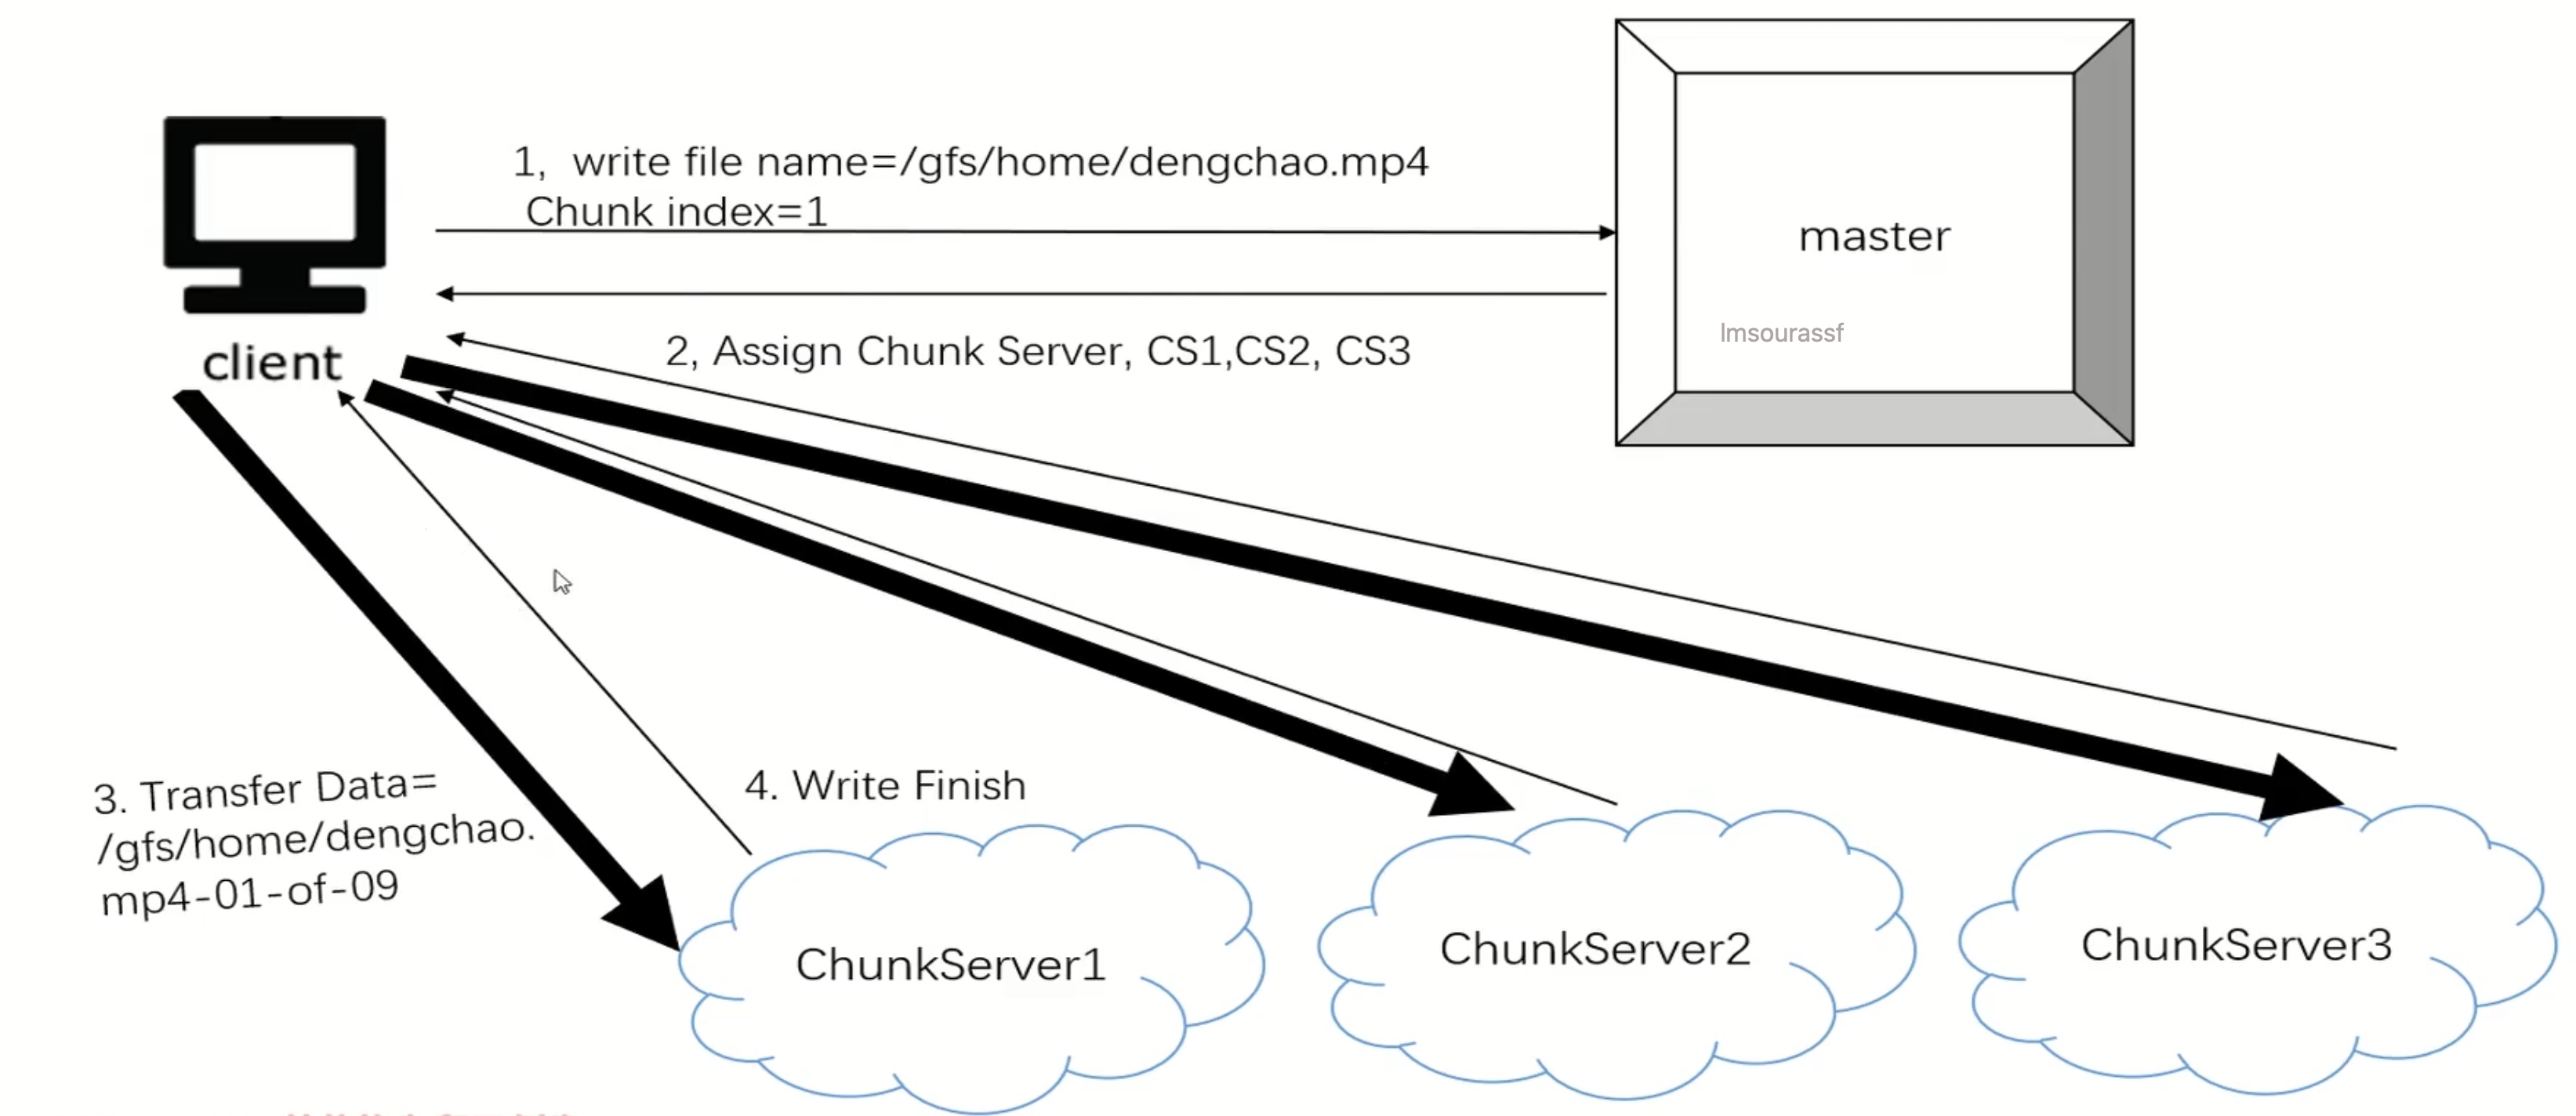 1,  write file name=/gfs/home/dengchao.mp4
Chunk index=1
master
lmsourassf
client
2, Assign Chunk Server, CS1,CS2, CS3
3. Transfer Data=
/gfs/home/dengchao.
mp4-01-of-09
4. Write Finish
ChunkServer1
ChunkServer2
ChunkServer3